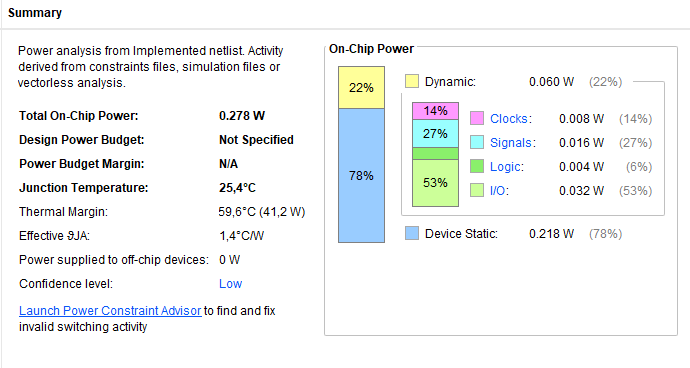 Summary
Power analysis from Implemented netlist. Activity
derived from constraints files, simulation files or
vectorless analysis.
Total On-Chip Power: 0.278 W
Design Power Budget: Not Specified
Power Budget Margin: N/A
Junction Temperature: 25,4°C
Thermal Margin: 59,6°C (41,2 W)
Effective ϑJA: 1,4°C/W
Power supplied to off-chip devices: 0 W
Confidence level: Low
Launch Power Constraint Advisor to find and fix
invalid switching activity
On-Chip Power
22%
78%
Dynamic: 0.060 W (22%)
14%
27%
53%
Clocks: 0.008 W (14%)
Signals: 0.016 W (27%)
Logic: 0.004 W (6%)
I/O: 0.032 W (53%)
Device Static: 0.218 W (78%)